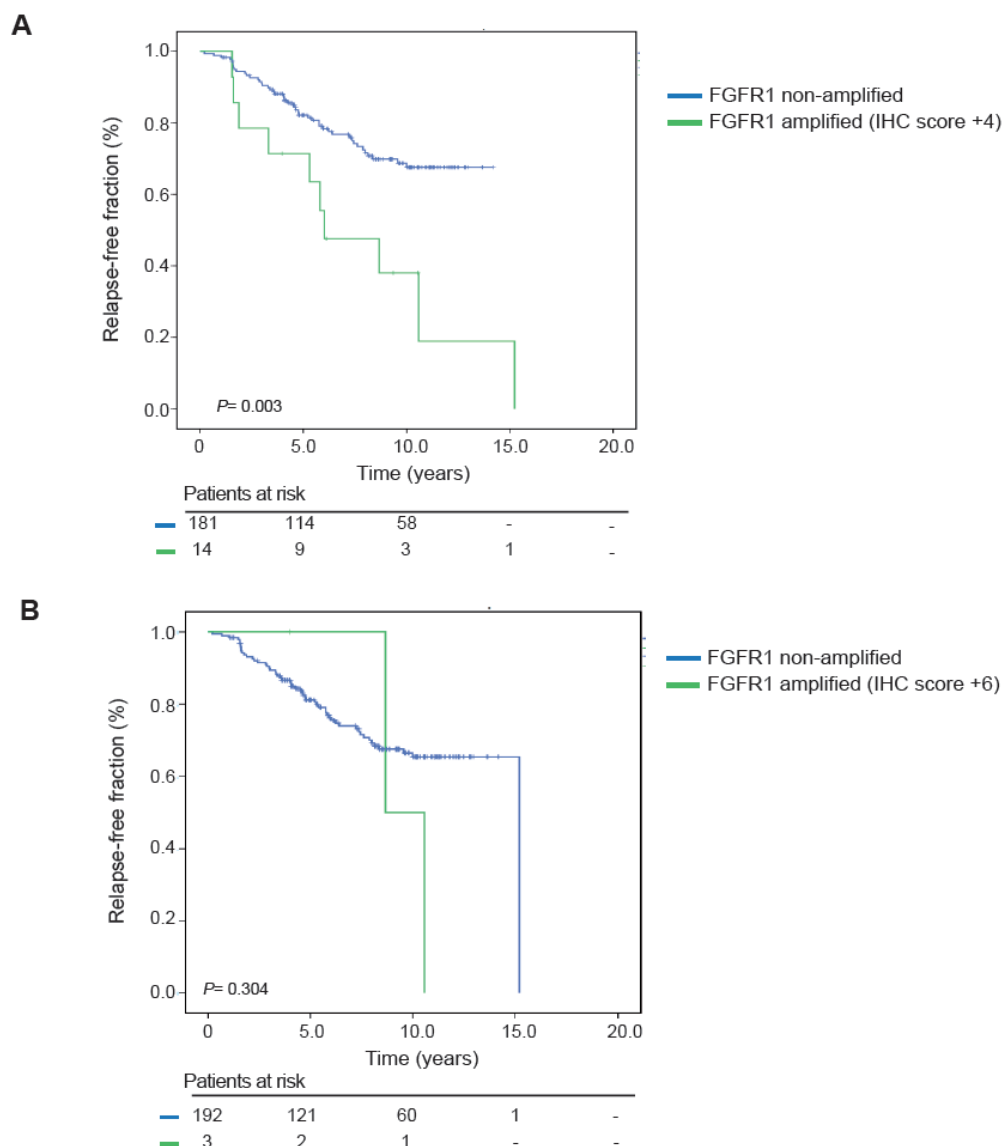 A
Relapse-free fraction (%)
1.0
0.8
0.6
0.4
0.2
0.0
P= 0.003
0 5.0 10.0 15.0 20.0
Time (years)
FGFR1 non-amplified
FGFR1 amplified (IHC score +4)
Patients at risk
181 114 58 - -
14 9 3 1 -
B
Relapse-free fraction (%)
1.0
0.8
0.6
0.4
0.2
0.0
P= 0.304
0 5.0 10.0 15.0 20.0
Time (years)
FGFR1 non-amplified
FGFR1 amplified (IHC score +6)
Patients at risk
192 121 60 1 -
3 2 1 - -